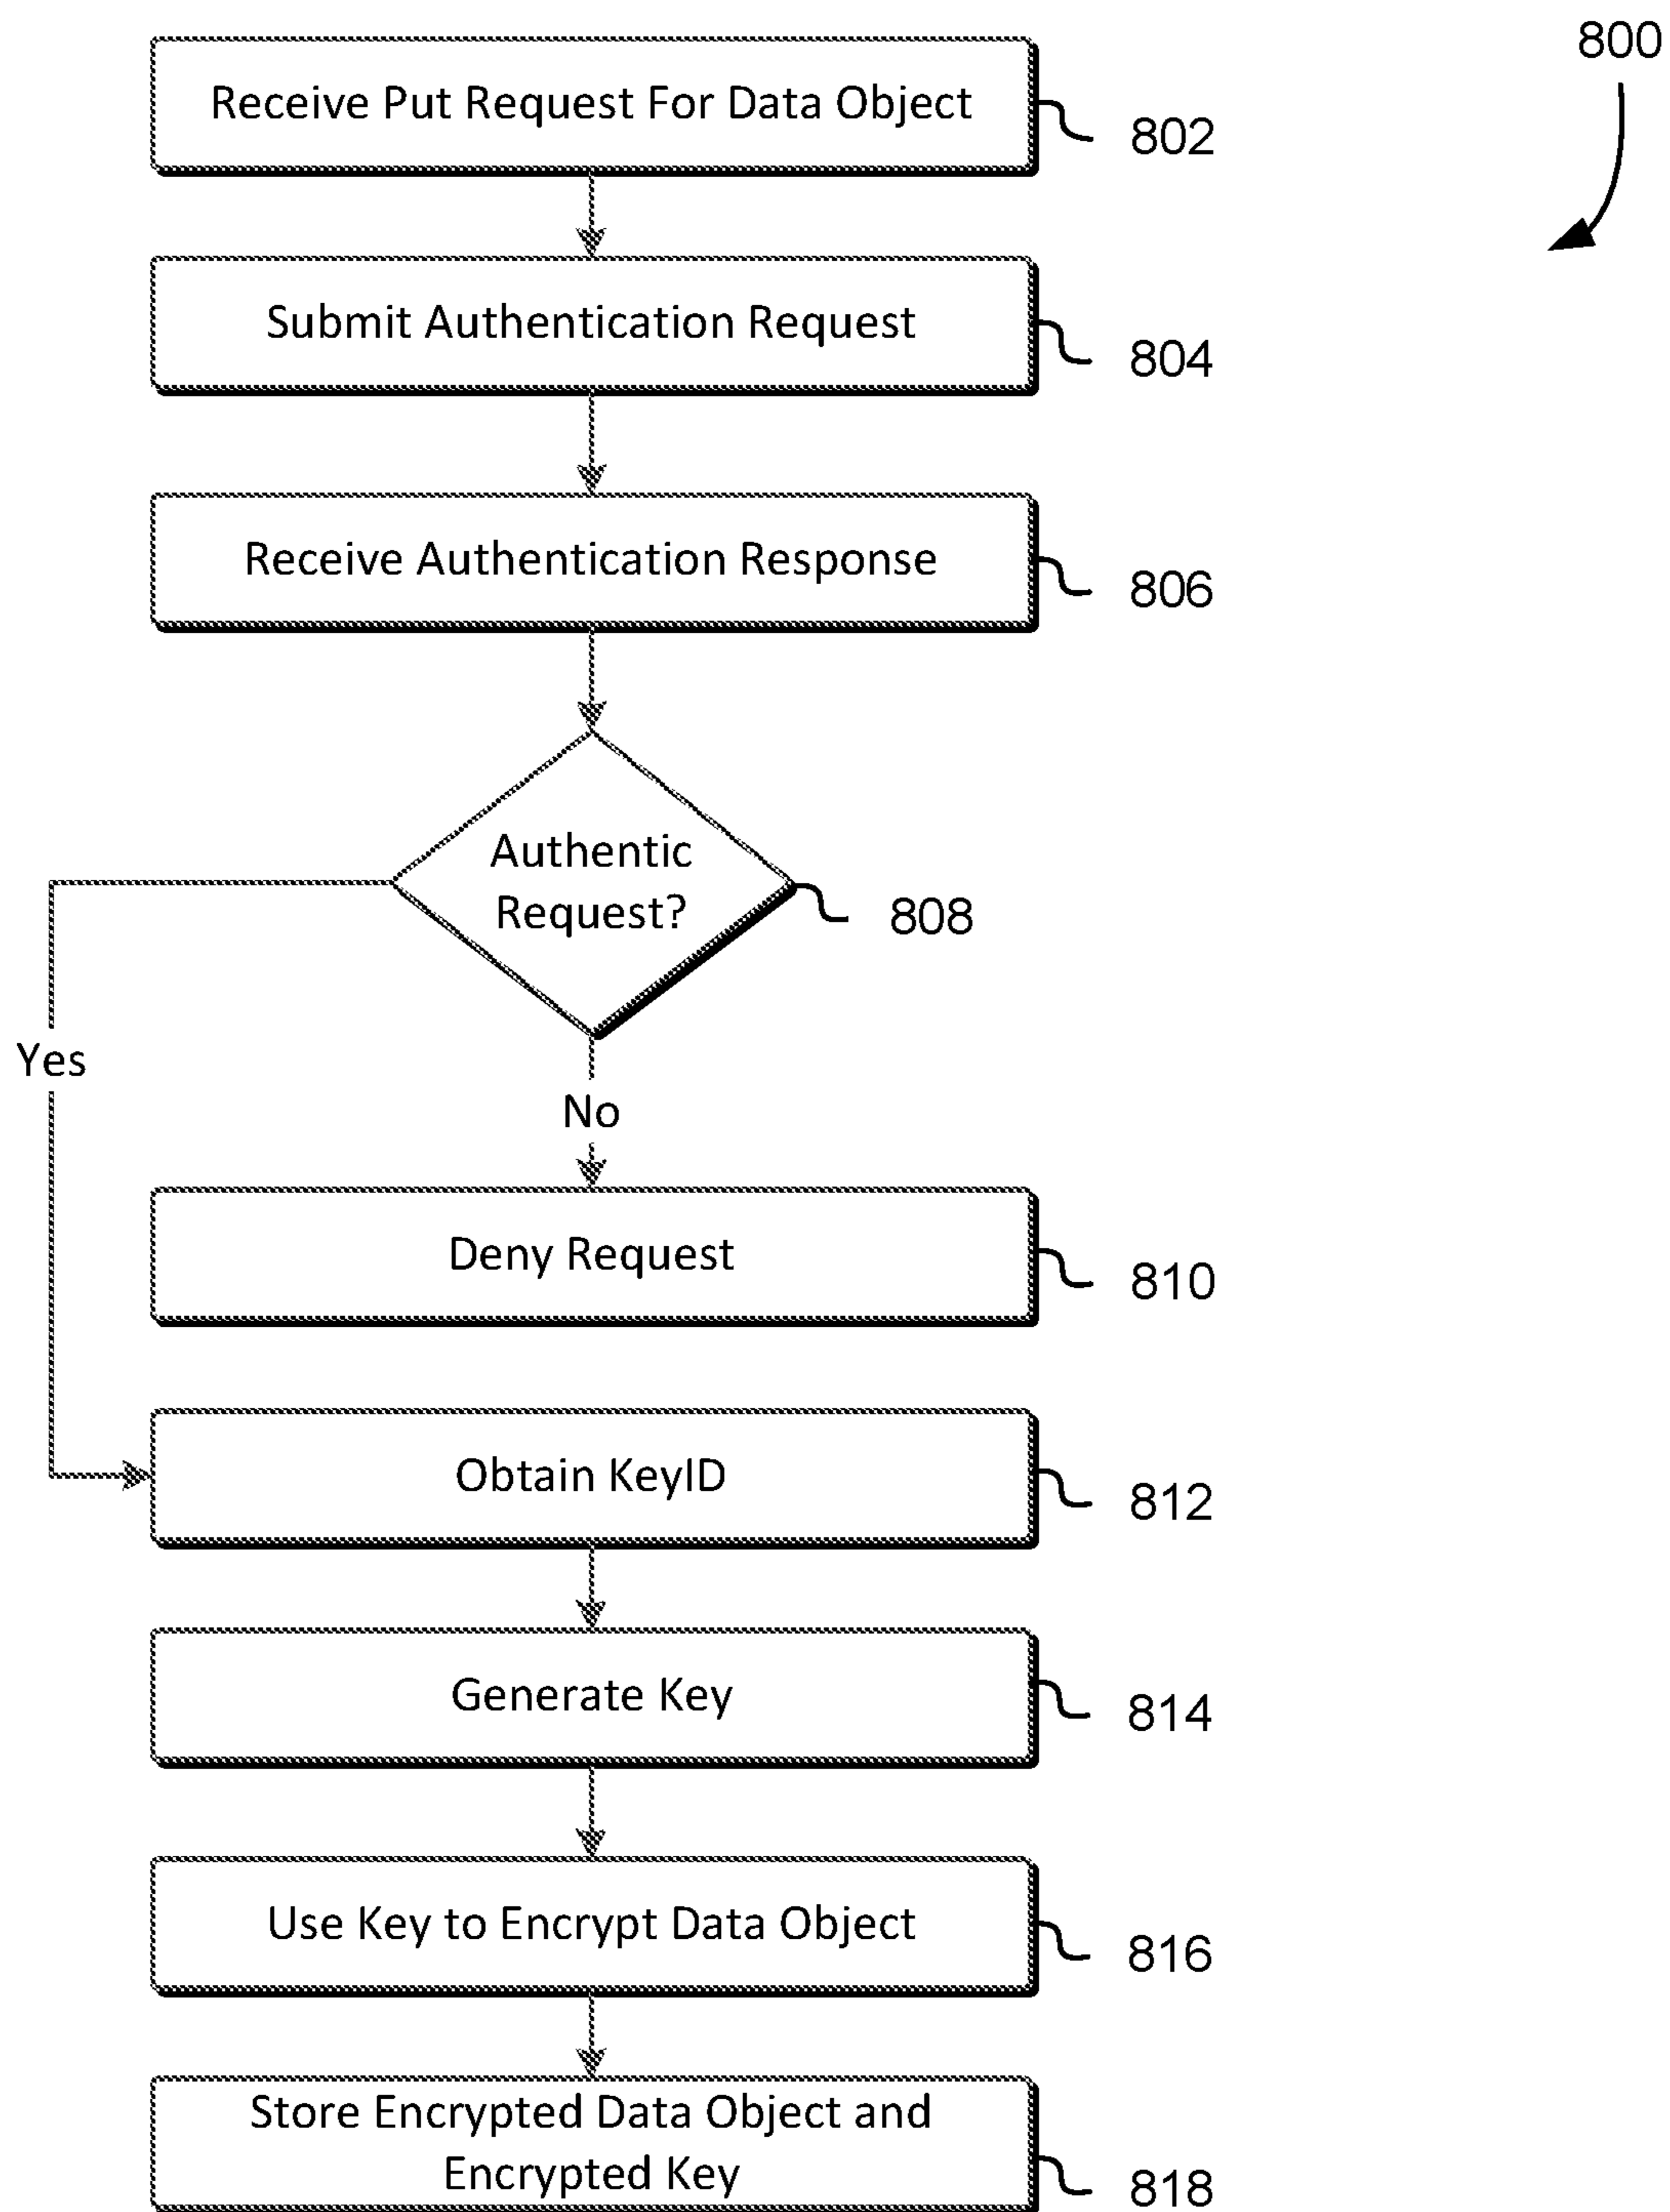 800
Receive Put Request For Data Object
802
Submit Authentication Request
804
Receive Authentication Response
806
Authentic
Request?
808
Yes
No
Deny Request
810
Obtain KeyID
812
Generate Key
814
Use Key to Encrypt Data Object
816
Store Encrypted Data Object and
Encrypted Key
818